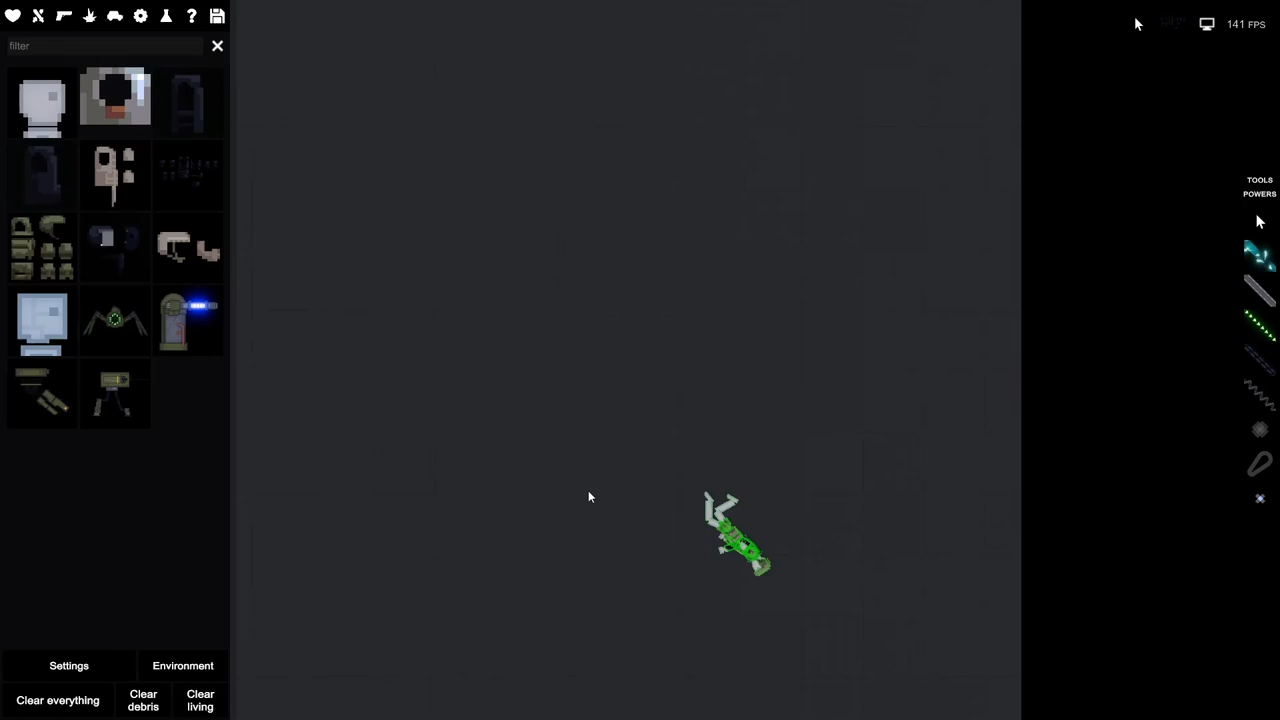 141 FPS
filter
TOOLS
POWERS
Settings
Environment
Clear everything
Clear debris
Clear living